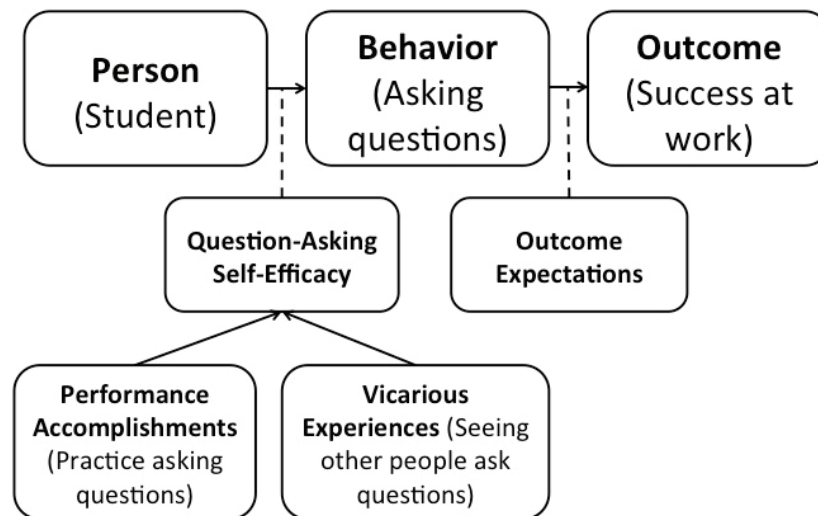 Person
(Student)
Behavior
(Asking
questions)
Outcome
(Success at
work)
Question-Asking
Self-Efficacy
Outcome
Expectations
Performance
Accomplishments
(Practice asking
questions)
Vicarious
Experiences (Seeing
other people ask
questions)